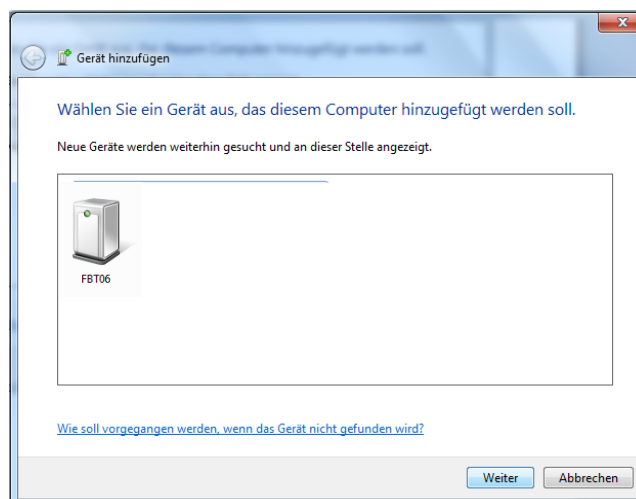 Gerät hinzufügen
Wählen Sie ein Gerät aus, das diesem Computer hinzugefügt werden soll.
Neue Geräte werden weiterhin gesucht und an dieser Stelle angezeigt.
FBT06
Wie soll vorgegangen werden, wenn das Gerät nicht gefunden wird?
Weiter
Abbrechen